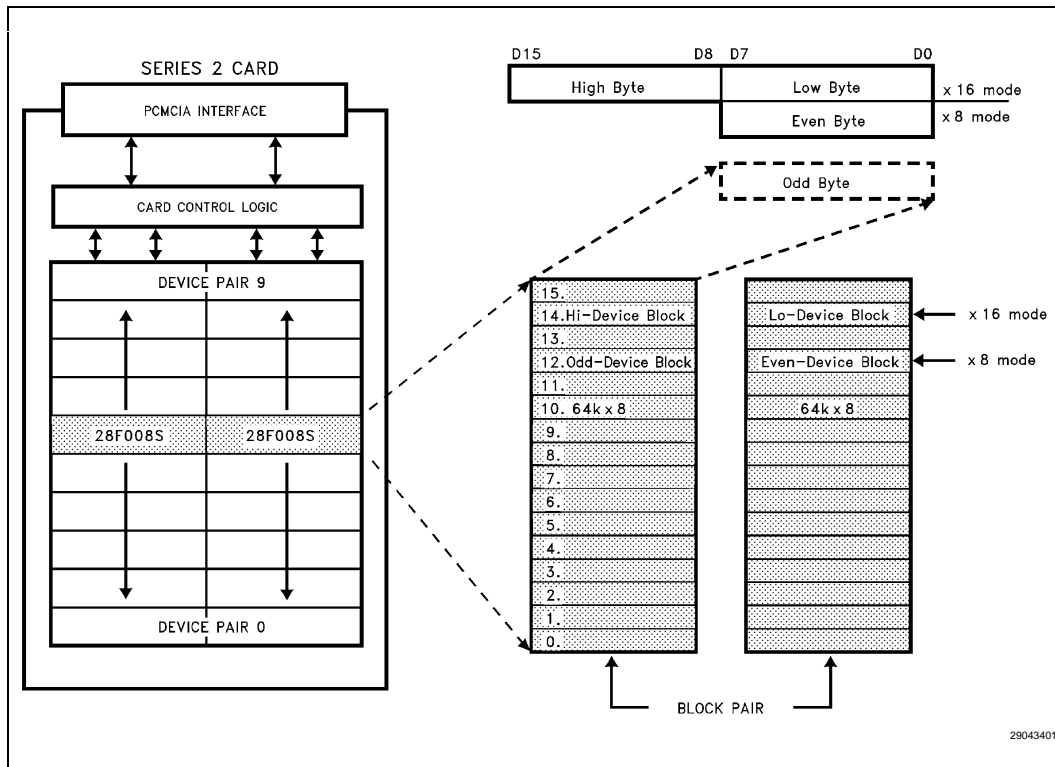 SERIES 2 CARD
PCMCIA INTERFACE
CARD CONTROL LOGIC
DEVICE PAIR 9
28F008S 28F008S
DEVICE PAIR 0
D15 D8 D7 D0
High Byte Low Byte x 16 mode
Even Byte x 8 mode
Odd Byte
15.
14. Hi-Device Block Lo-Device Block x 16 mode
13.
12. Odd-Device Block Even-Device Block x 8 mode
11.
10. 64k x 8 64k x 8
9.
8.
7.
6.
5.
4.
3.
2.
1.
0.
BLOCK PAIR
29043401